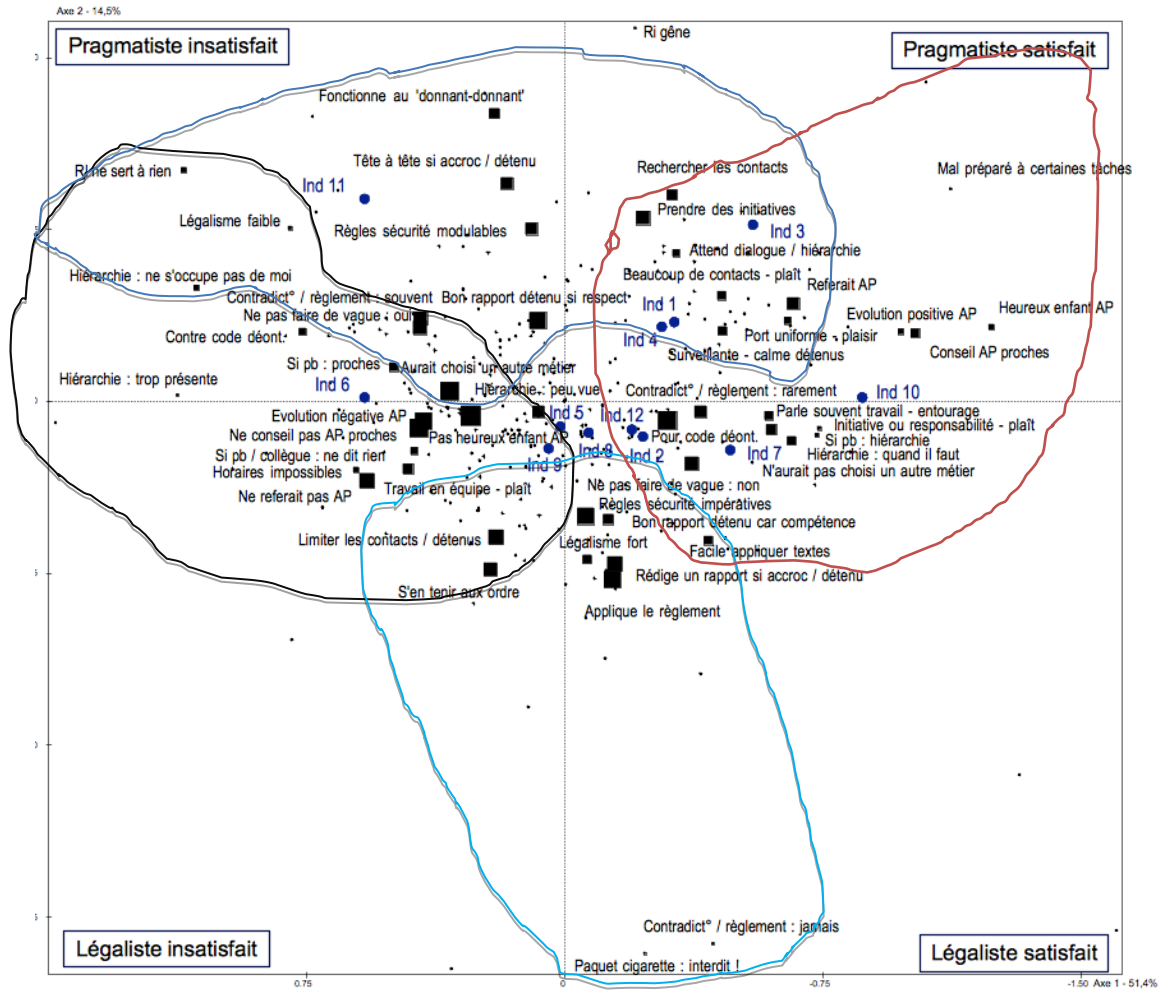 Axe 2 - 14,5%
Ri gêne
Pragmatiste insatisfait
Pragmatiste satisfait
Fonctionne au 'donnant-donnant'
Tête à tête si accroc / détenu
Rechercher les contacts
Mal préparé à certaines tâches
RI ne sert à rien
Ind 11
Prendre des initiatives
Légalisme faible
Règles sécurité modulables
Ind 3
Attend dialogue / hiérarchie
Hiérarchie : ne s'occupe pas de moi
Beaucoup de contacts - plaît
Referait AP
Contradict° / règlement : souvent
Bon rapport détenu si respect
Ind 1
Heureux enfant AP
Ne pas faire de vague : oui
Evolution positive AP
Contre code déont.
Ind 4
Port uniforme - plaisir
Conseil AP proches
Surveillante - calme détenus
Si pb : proches
Aurait choisi un autre métier
Hiérarchie : trop présente
Ind 6
Hiérarchie : peu vue
Contradict° / règlement : rarement
Ind 10
Evolution négative AP
Ind 5
Ind 12
Parle souvent travail - entourage
Initiative ou responsabilité - plaît
Ne conseil pas AP proches
Pas heureux enfant AP
Pour code déont.
Si pb : hiérarchie
Si pb / collègue : ne dit rien
Ind 8
Ind 2
Ind 7
Hiérarchie : quand il faut
Horaires impossibles
Ind 9
N'aurait pas choisi un autre métier
Ne referait pas AP
Travail en équipe - plaît
Ne pas faire de vague : non
Règles sécurité impératives
Bon rapport détenu car compétence
Limiter les contacts / détenus
Légalisme fort
Facile appliquer textes
Rédige un rapport si accroc / détenu
S'en tenir aux ordre
Applique le règlement
Contradict° / règlement : jamais
Légaliste insatisfait
Légaliste satisfait
Paquet cigarette : interdit !
0.75
0
-0.75
-1.50
Axe 1 - 51,4%